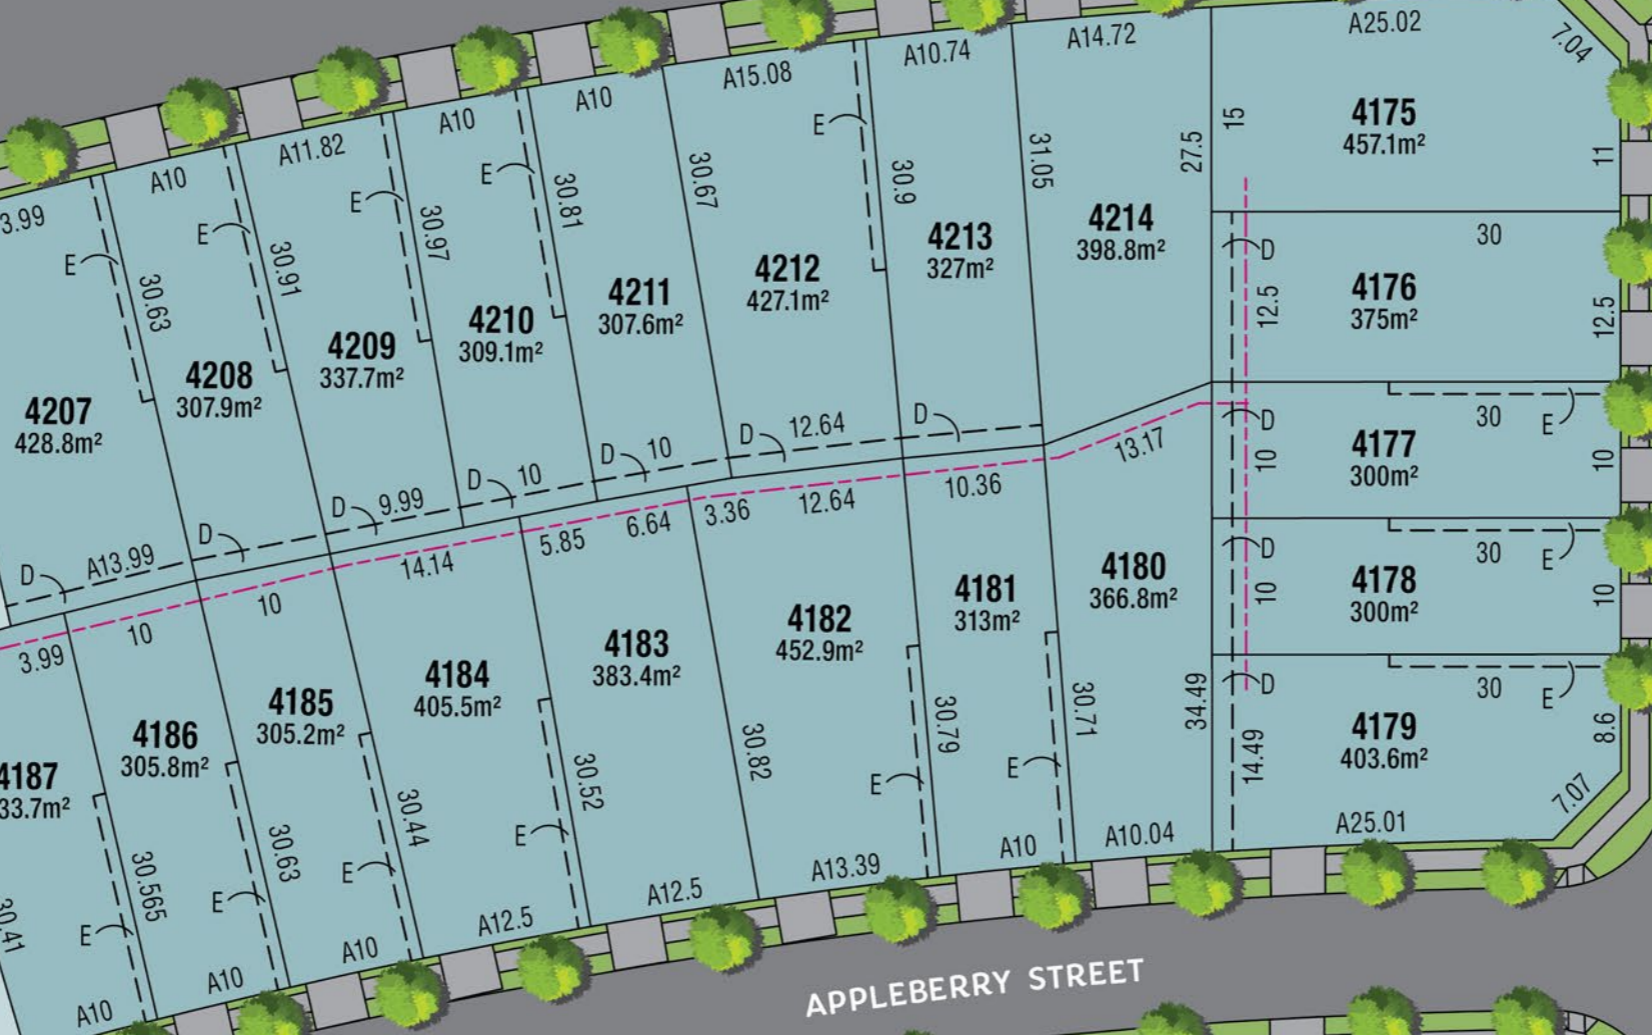 A25.02
7.04
A14.72
A10.74
A15.08
A10
A10
A11.82
A10
3.99
15
4175
457.1m²
11
27.5
E
30.67
30.9
31.05
E
30.81
E
30.97
E
30.91
E
30.63
4214
398.8m²
4213
327m²
4212
427.1m²
4211
307.6m²
4210
309.1m²
4209
337.7m²
4208
307.9m²
4207
428.8m²
D
30
12.5
4176
375m²
12.5
D
30
E
10
4177
300m²
10
D
12.64
D
10
D
10
D
9.99
D
D
A13.99
D
13.17
10.36
12.64
3.36
6.64
5.85
14.14
10
10
3.99
D
30
E
10
4178
300m²
10
D
30
E
4179
403.6m²
8.6
14.49
34.49
7.07
A25.01
4180
366.8m²
4181
313m²
4182
452.9m²
4183
383.4m²
4184
405.5m²
4185
305.2m²
4186
305.8m²
4187
33.7m²
30.71
E
30.79
E
30.82
30.52
E
30.44
E
30.63
E
30.565
E
30.41
A10.04
A10
A13.39
A12.5
A12.5
A10
A10
A10
APPLEBERRY STREET